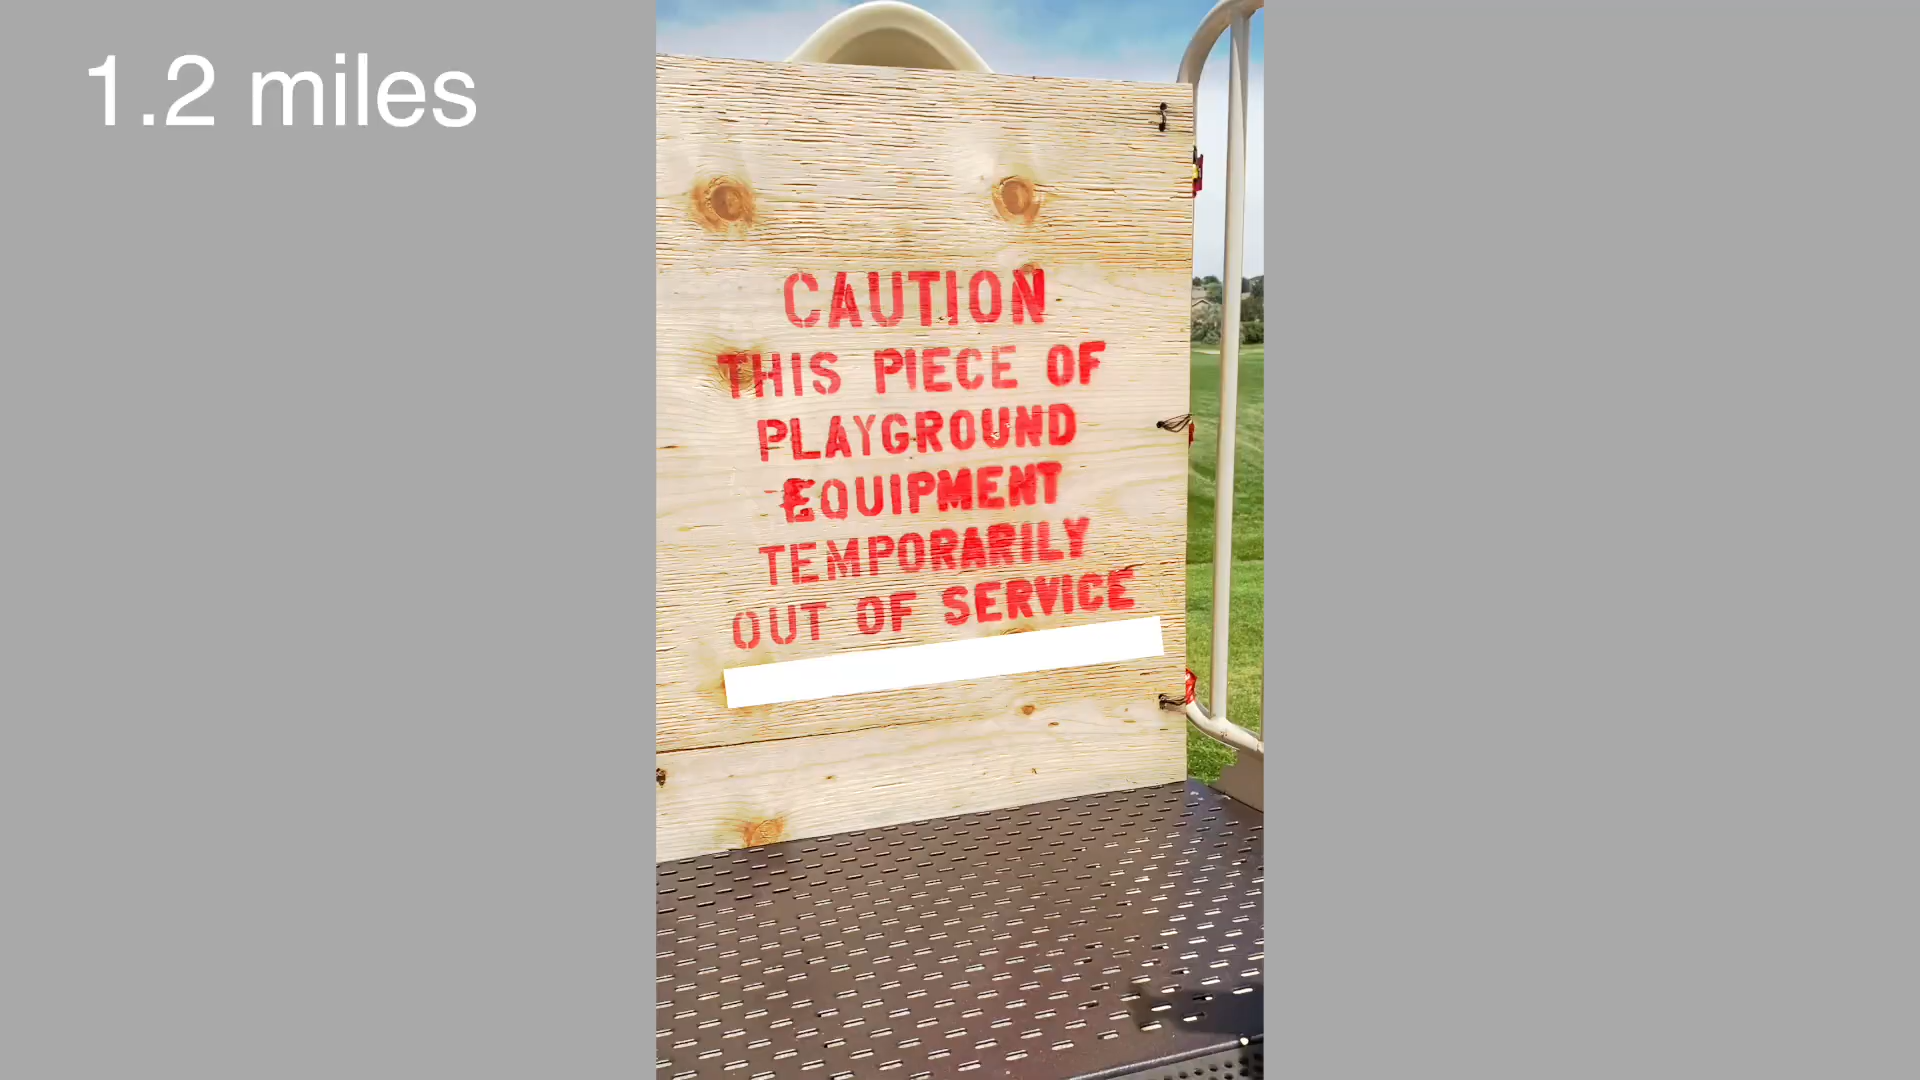 1.2 miles
CAUTION
THIS PIECE OF
PLAYGROUND
EQUIPMENT
TEMPORARILY
OUT OF SERVICE